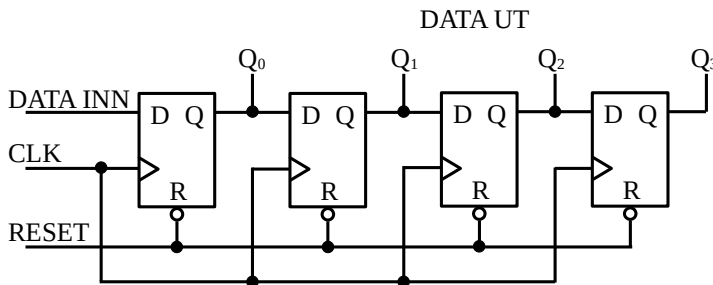 DATA UT
Q₀ Q₁ Q₂ Q₃
DATA INN
D Q D Q D Q D Q
CLK
R R R R
RESET